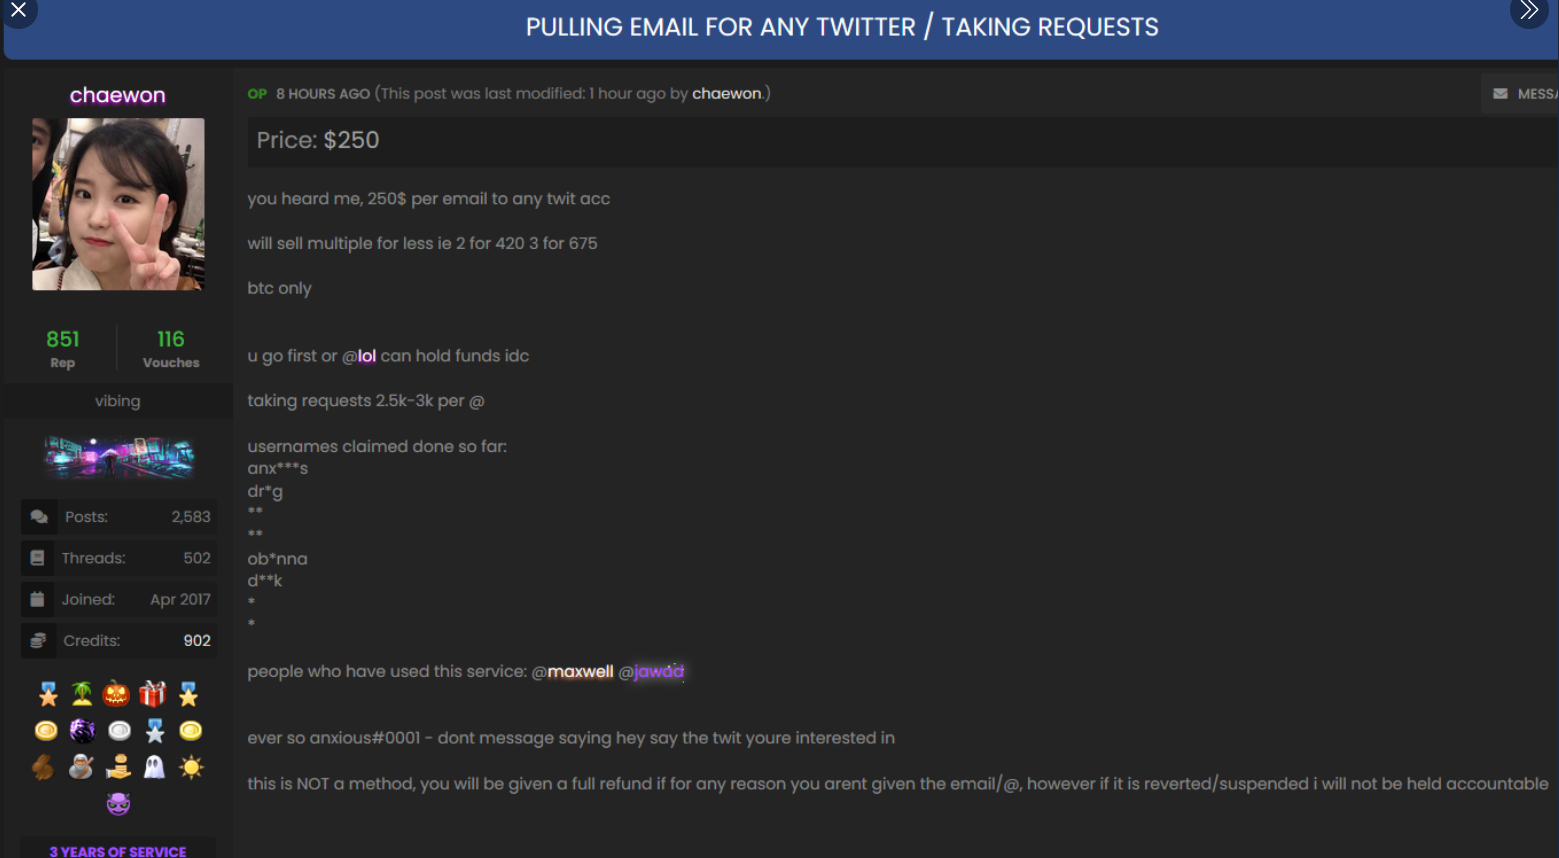 PULLING EMAIL FOR ANY TWITTER / TAKING REQUESTS
chaewon
851
Rep
116
Vouches
vibing
Posts: 2,583
Threads: 502
Joined: Apr 2017
Credits: 902
3 YEARS OF SERVICE
OP 8 HOURS AGO (This post was last modified: 1 hour ago by chaewon.)
MESSA
Price: $250
you heard me, 250$ per email to any twit acc
will sell multiple for less ie 2 for 420 3 for 675
btc only
u go first or @lol can hold funds idc
taking requests 2.5k-3k per @
usernames claimed done so far:
anx***s
dr*g
**
**
ob*nna
d**k
*
*
people who have used this service: @maxwell @jawad
ever so anxious#0001 - dont message saying hey say the twit youre interested in
this is NOT a method, you will be given a full refund if for any reason you arent given the email/@, however if it is reverted/suspended i will not be held accountable